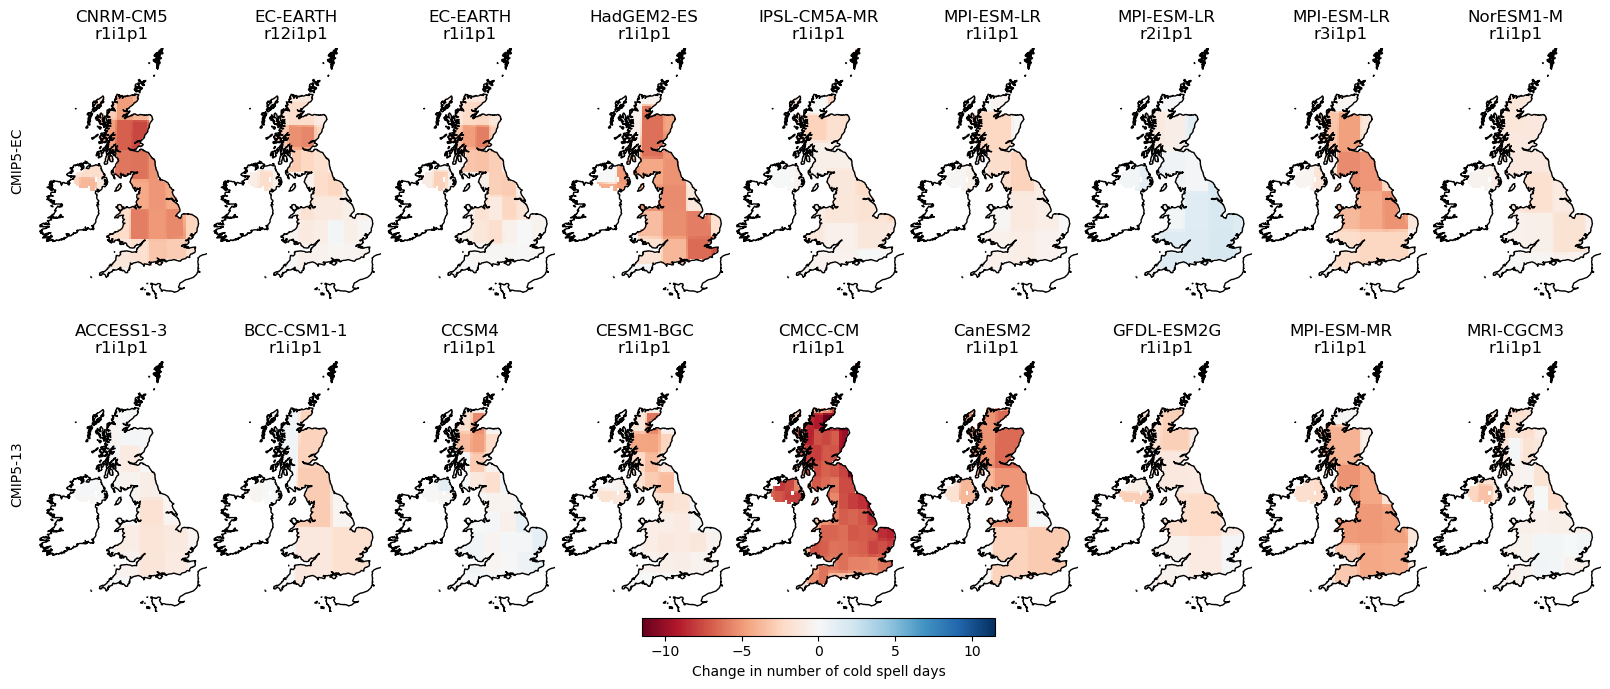 CNRM-CM5
r1i1p1
EC-EARTH
r12i1p1
EC-EARTH
r1i1p1
HadGEM2-ES
r1i1p1
IPSL-CM5A-MR
r1i1p1
MPI-ESM-LR
r1i1p1
MPI-ESM-LR
r2i1p1
MPI-ESM-LR
r3i1p1
NorESM1-M
r1i1p1
CMIP5-EC
ACCESS1-3
r1i1p1
BCC-CSM1-1
r1i1p1
CCSM4
r1i1p1
CESM1-BGC
r1i1p1
CMCC-CM
r1i1p1
CanESM2
r1i1p1
GFDL-ESM2G
r1i1p1
MPI-ESM-MR
r1i1p1
MRI-CGCM3
r1i1p1
CMIP5-13
−10 −5 0 5 10
Change in number of cold spell days